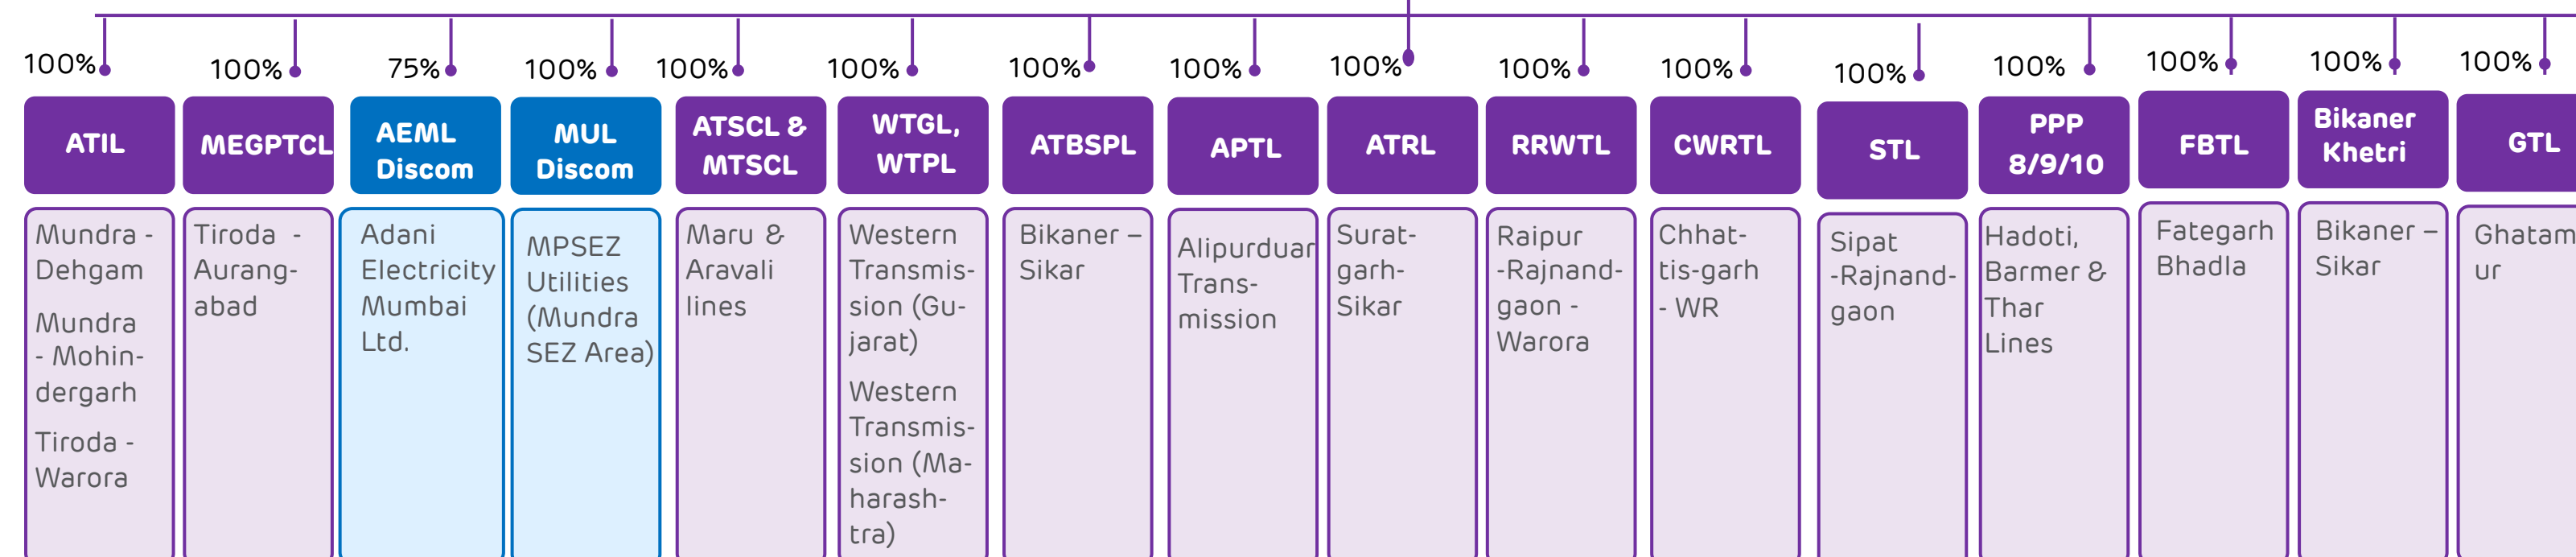 100%
ATIL
Mundra -
Dehgam
Mundra
- Mohin-
dergarh
Tiroda -
Warora
100%
MEGPTCL
Tiroda -
Aurang-
abad
75%
AEML
Discom
Adani
Electricity
Mumbai
Ltd.
100%
MUL
Discom
MPSEZ
Utilities
(Mundra
SEZ Area)
100%
ATSCL &
MTSCL
Maru &
Aravali
lines
100%
WTGL,
WTPL
Western
Transmis-
sion (Gu-
jarat)
Western
Transmis-
sion (Ma-
harash-
tra)
100%
ATBSPL
Bikaner –
Sikar
100%
APTL
Alipurduar
Trans-
mission
100%
ATRL
Surat-
garh-
Sikar
100%
RRWTL
Raipur
-Rajnand-
gaon -
Warora
100%
CWRTL
Chhat-
tis-garh
- WR
100%
STL
Sipat
-Rajnand-
gaon
100%
PPP
8/9/10
Hadoti,
Barmer &
Thar
Lines
100%
FBTL
Fategarh
Bhadla
100%
Bikaner
Khetri
Bikaner –
Sikar
100%
GTL
Ghatam
ur